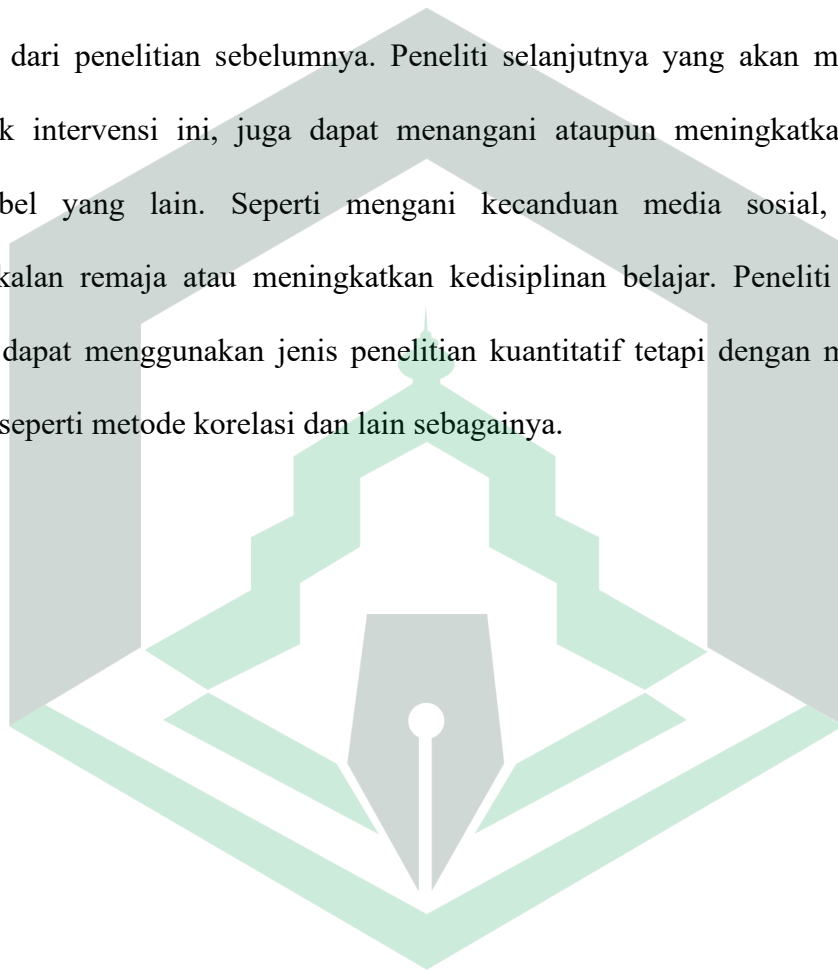 dari penelitian sebelumnya. Peneliti selanjutnya yang akan m
k intervensi ini, juga dapat menangani ataupun meningkatka
bel yang lain. Seperti mengani kecanduan media sosial,
kalan remaja atau meningkatkan kedisiplinan belajar. Peneliti
dapat menggunakan jenis penelitian kuantitatif tetapi dengan m
seperti metode korelasi dan lain sebagainya.